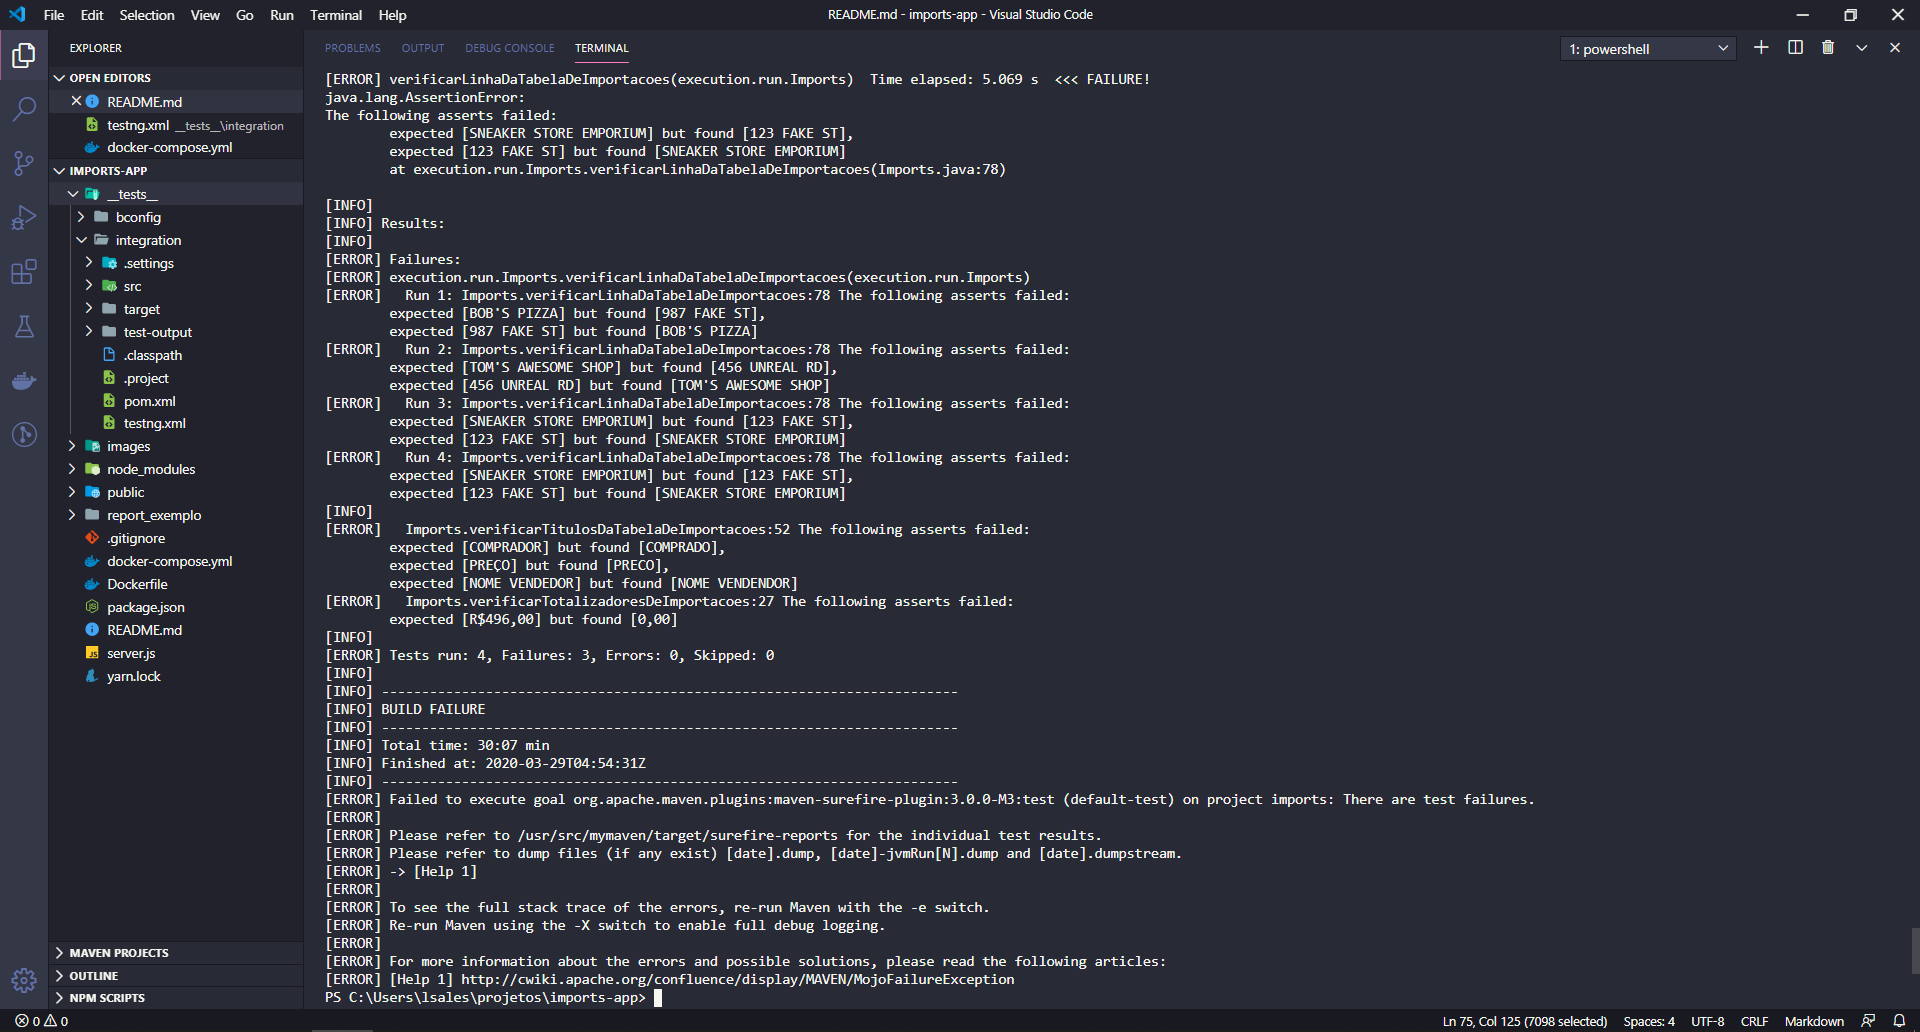 File Edit Selection View Go Run Terminal Help
README.md - imports-app - Visual Studio Code
EXPLORER
OPEN EDITORS
README.md
testng.xml __tests__\integration
docker-compose.yml
IMPORTS-APP
__tests__
bconfig
integration
.settings
src
target
test-output
.classpath
.project
pom.xml
testng.xml
images
node_modules
public
report_exemplo
.gitignore
docker-compose.yml
Dockerfile
package.json
README.md
server.js
yarn.lock
MAVEN PROJECTS
OUTLINE
NPM SCRIPTS
PROBLEMS OUTPUT DEBUG CONSOLE TERMINAL
1: powershell
[ERROR] verificarLinhaDaTabelaDeImportacoes(execution.run.Imports)  Time elapsed: 5.069 s  <<< FAILURE!
java.lang.AssertionError:
The following asserts failed:
        expected [SNEAKER STORE EMPORIUM] but found [123 FAKE ST],
        expected [123 FAKE ST] but found [SNEAKER STORE EMPORIUM]
        at execution.run.Imports.verificarLinhaDaTabelaDeImportacoes(Imports.java:78)
[INFO]
[INFO] Results:
[INFO]
[ERROR] Failures:
[ERROR] execution.run.Imports.verificarLinhaDaTabelaDeImportacoes(execution.run.Imports)
[ERROR]   Run 1: Imports.verificarLinhaDaTabelaDeImportacoes:78 The following asserts failed:
        expected [BOB'S PIZZA] but found [987 FAKE ST],
        expected [987 FAKE ST] but found [BOB'S PIZZA]
[ERROR]   Run 2: Imports.verificarLinhaDaTabelaDeImportacoes:78 The following asserts failed:
        expected [TOM'S AWESOME SHOP] but found [456 UNREAL RD],
        expected [456 UNREAL RD] but found [TOM'S AWESOME SHOP]
[ERROR]   Run 3: Imports.verificarLinhaDaTabelaDeImportacoes:78 The following asserts failed:
        expected [SNEAKER STORE EMPORIUM] but found [123 FAKE ST],
        expected [123 FAKE ST] but found [SNEAKER STORE EMPORIUM]
[ERROR]   Run 4: Imports.verificarLinhaDaTabelaDeImportacoes:78 The following asserts failed:
        expected [SNEAKER STORE EMPORIUM] but found [123 FAKE ST],
        expected [123 FAKE ST] but found [SNEAKER STORE EMPORIUM]
[INFO]
[ERROR]   Imports.verificarTitulosDaTabelaDeImportacoes:52 The following asserts failed:
        expected [COMPRADOR] but found [COMPRADO],
        expected [PREÇO] but found [PRECO],
        expected [NOME VENDEDOR] but found [NOME VENDENDOR]
[ERROR]   Imports.verificarTotalizadoresDeImportacoes:27 The following asserts failed:
        expected [R$496,00] but found [0,00]
[INFO]
[ERROR] Tests run: 4, Failures: 3, Errors: 0, Skipped: 0
[INFO]
[INFO] ------------------------------------------------------------------------
[INFO] BUILD FAILURE
[INFO] ------------------------------------------------------------------------
[INFO] Total time: 30:07 min
[INFO] Finished at: 2020-03-29T04:54:31Z
[INFO] ------------------------------------------------------------------------
[ERROR] Failed to execute goal org.apache.maven.plugins:maven-surefire-plugin:3.0.0-M3:test (default-test) on project imports: There are test failures.
[ERROR]
[ERROR] Please refer to /usr/src/mymaven/target/surefire-reports for the individual test results.
[ERROR] Please refer to dump files (if any exist) [date].dump, [date]-jvmRun[N].dump and [date].dumpstream.
[ERROR] -> [Help 1]
[ERROR]
[ERROR] To see the full stack trace of the errors, re-run Maven with the -e switch.
[ERROR] Re-run Maven using the -X switch to enable full debug logging.
[ERROR]
[ERROR] For more information about the errors and possible solutions, please read the following articles:
[ERROR] [Help 1] http://cwiki.apache.org/confluence/display/MAVEN/MojoFailureException
PS C:\Users\lsales\projetos\imports-app>
0 0
Ln 75, Col 125 (7098 selected) Spaces: 4 UTF-8 CRLF Markdown